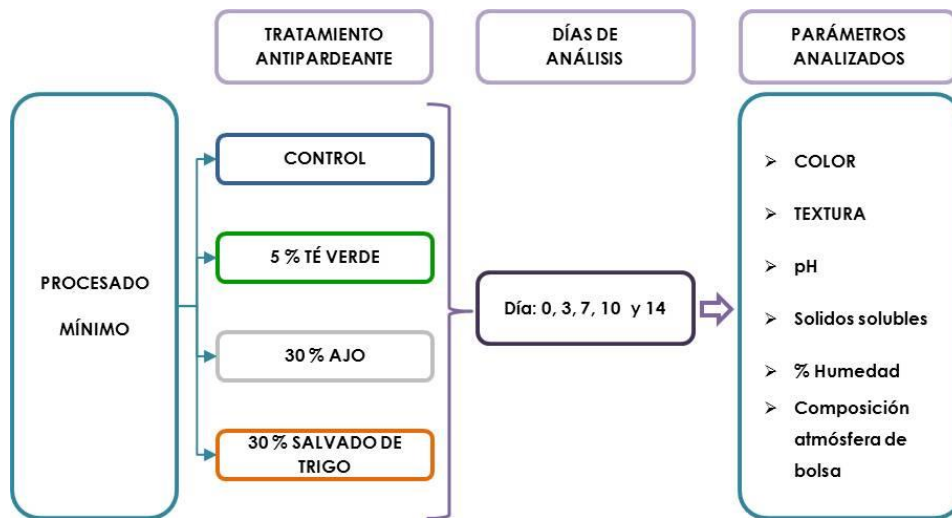 TRATAMIENTO
ANTIPARDEANTE
DÍAS DE
ANÁLISIS
PARÁMETROS
ANALIZADOS
PROCESADO
MÍNIMO
CONTROL
5 % TÉ VERDE
30 % AJO
30 % SALVADO DE
TRIGO
Día: 0, 3, 7, 10 y 14
➢ COLOR
➢ TEXTURA
➢ pH
➢ Solidos solubles
➢ % Humedad
➢ Composición
atmósfera de
bolsa